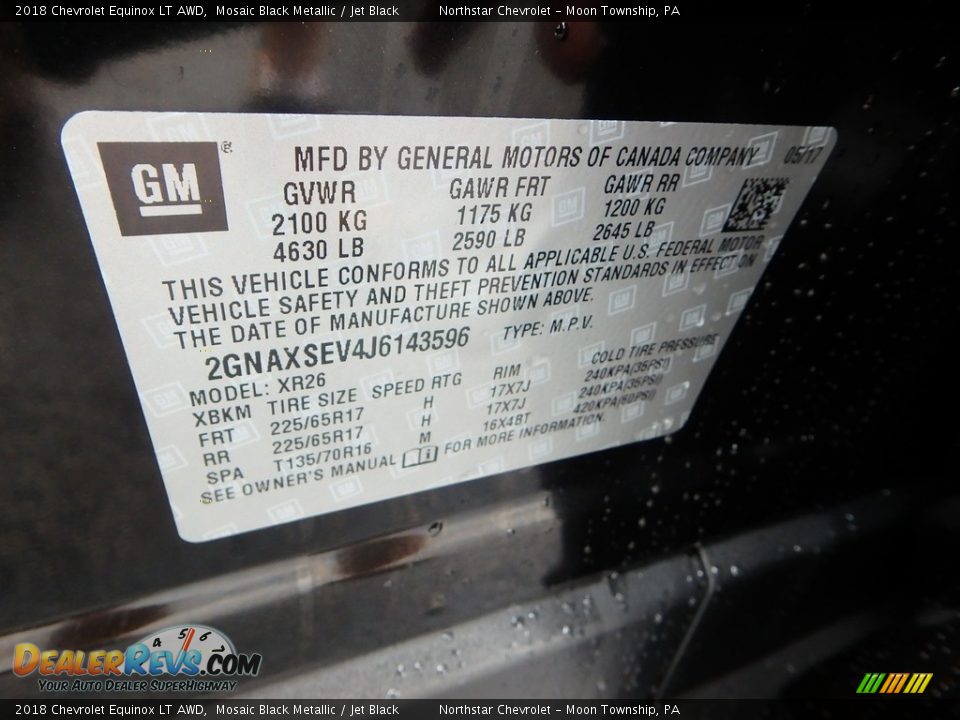 2018 Chevrolet Equinox LT AWD, Mosaic Black Metallic / Jet Black Northstar Chevrolet - Moon Township, PA
GM ®
MFD BY GENERAL MOTORS OF CANADA COMPANY 05/17
GVWR GAWR FRT GAWR RR
2100 KG 1175 KG 1200 KG
4630 LB 2590 LB 2645 LB
THIS VEHICLE CONFORMS TO ALL APPLICABLE U.S. FEDERAL MOTOR
VEHICLE SAFETY AND THEFT PREVENTION STANDARDS IN EFFECT ON
THE DATE OF MANUFACTURE SHOWN ABOVE.
2GNAXSEV4J6143596 TYPE: M.P.V.
MODEL: XR26
XBKM TIRE SIZE SPEED RTG RIM COLD TIRE PRESSURE
FRT 225/65R17 H 17X7J 240KPA(35PSI)
RR 225/65R17 H 17X7J 240KPA(35PSI)
SPA T135/70R16 M 16X4BT 420KPA(60PSI)
SEE OWNER'S MANUAL i FOR MORE INFORMATION.
4 5 6
DEALERREVS.COM
YOUR AUTO DEALER SUPERHIGHWAY
2018 Chevrolet Equinox LT AWD, Mosaic Black Metallic / Jet Black Northstar Chevrolet - Moon Township, PA